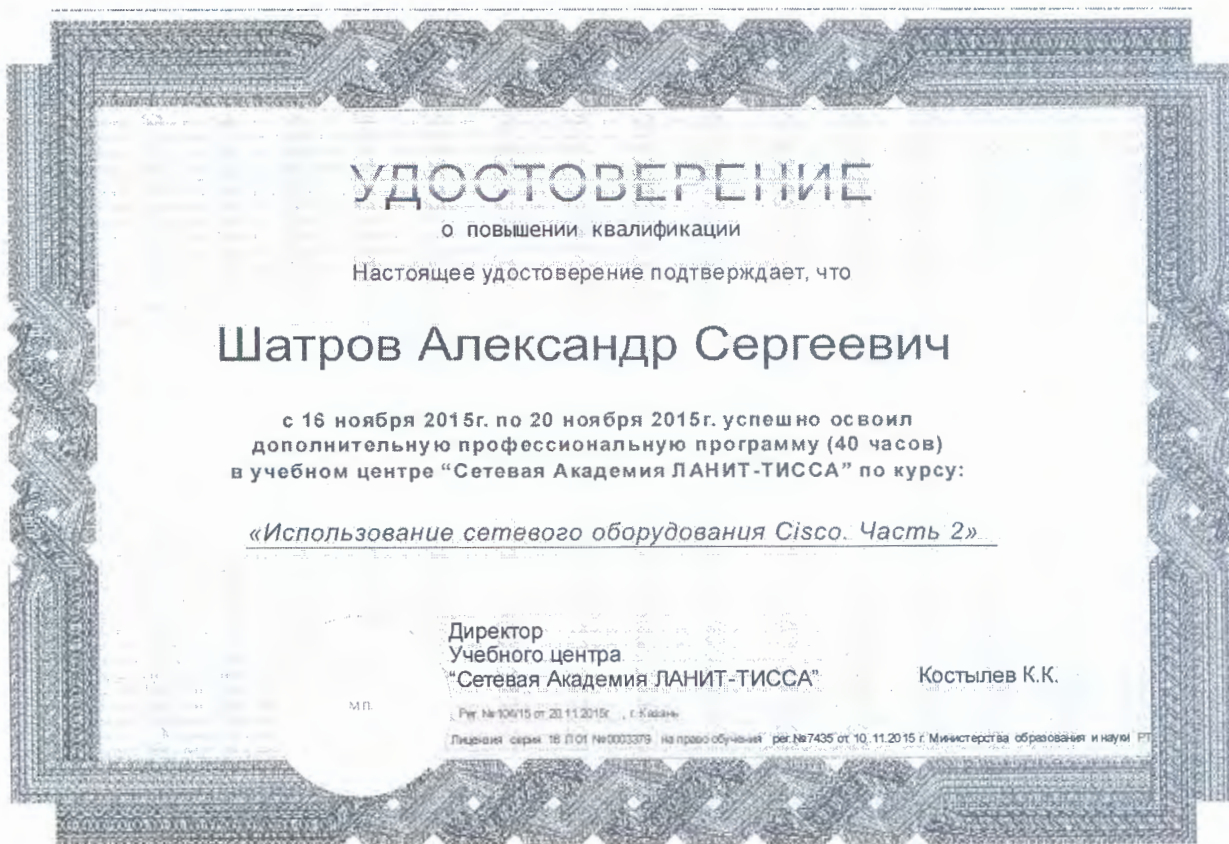 УДОСТОВЕРЕНИЕ
о повышении квалификации
Настоящее удостоверение подтверждает, что
Шатров Александр Сергеевич
с 16 ноября 2015г. по 20 ноября 2015г. успешно освоил
дополнительную профессиональную программу (40 часов)
в учебном центре “Сетевая Академия ЛАНИТ-ТИССА” по курсу:
«Использование сетевого оборудования Cisco. Часть 2»
Директор
Учебного центра
“Сетевая Академия ЛАНИТ-ТИССА” Костылев К.К.
М.П.
Рег. № 104/15 от 20.11.2015г. , г. Казань
Лицензия серия 16 Л 01 №0003379 на право обучения рег.№7435 от 10.11.2015 г. Министерства образования и науки РТ